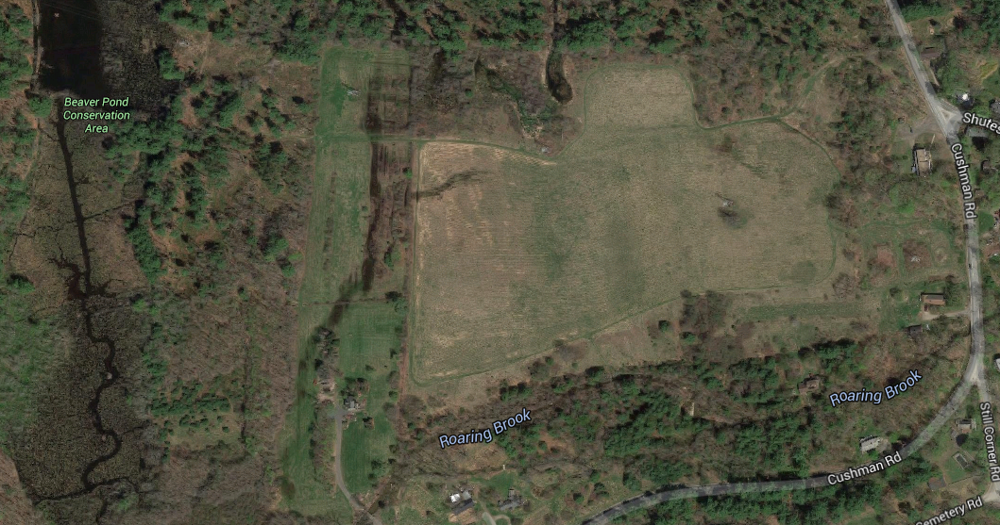 Beaver Pond
Conservation
Area
Shutes
Cushman Rd
Roaring Brook
Roaring Brook
Cushman Rd
Still Corner Rd
Cemetery Rd